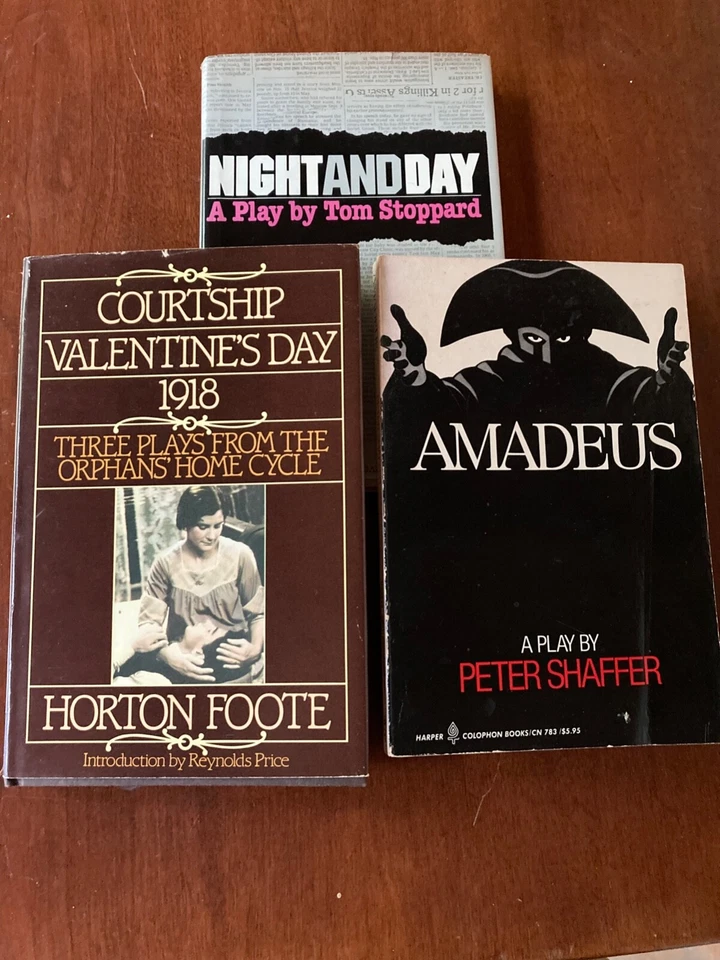 r for 2 in Killings Asse
NIGHTANDDAY
A Play by Tom Stoppard
COURTSHIP
VALENTINE'S DAY
1918
THREE PLAYS FROM THE
ORPHANS' HOME CYCLE
HORTON FOOTE
Introduction by Reynolds Price
AMADEUS
A PLAY BY
PETER SHAFFER
HARPER COLOPHON BOOKS/CN 783/$5.95